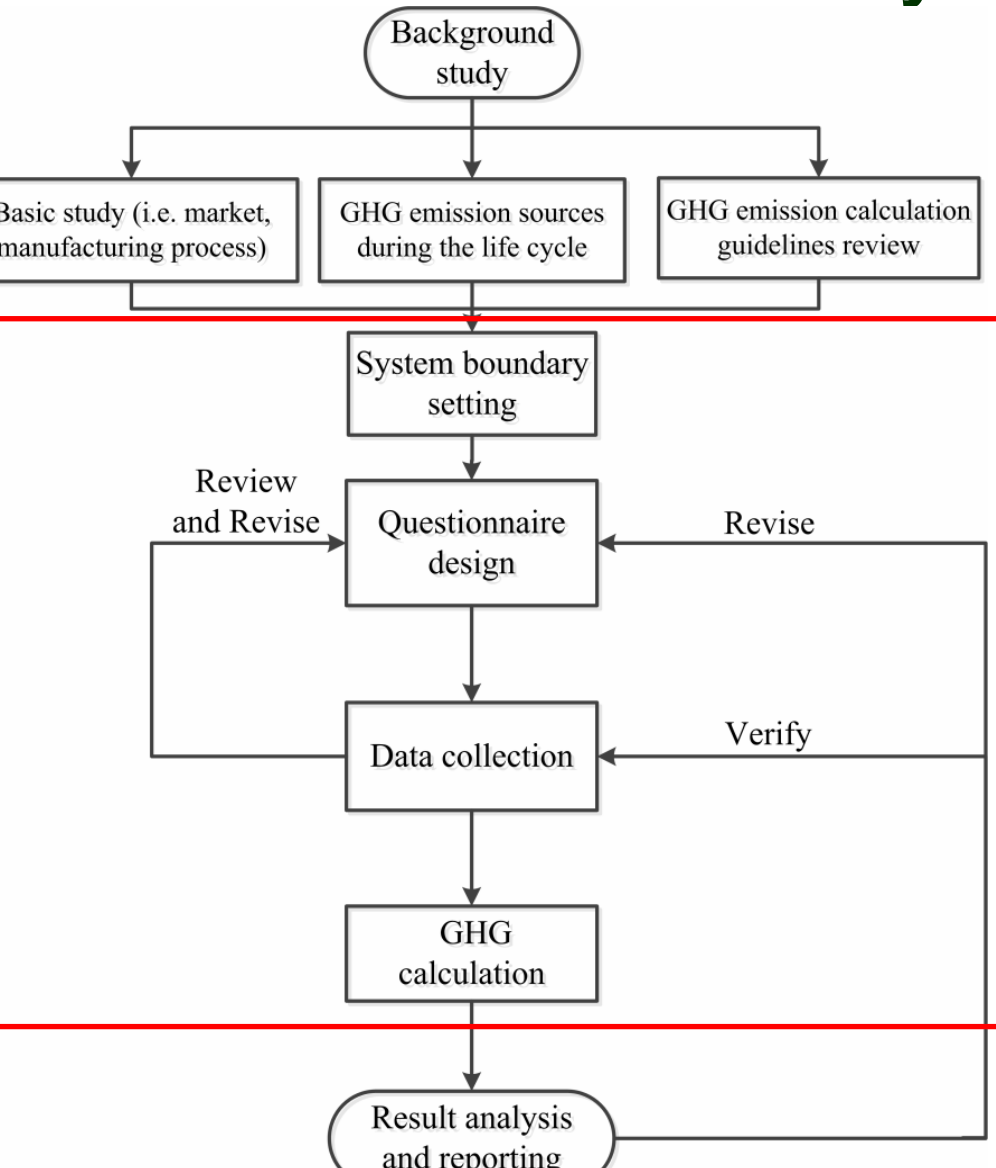 Background
study
Basic study (i.e. market,
manufacturing process)
GHG emission sources
during the life cycle
GHG emission calculation
guidelines review
System boundary
setting
Review
and Revise
Questionnaire
design
Revise
Data collection
Verify
GHG
calculation
Result analysis
and reporting